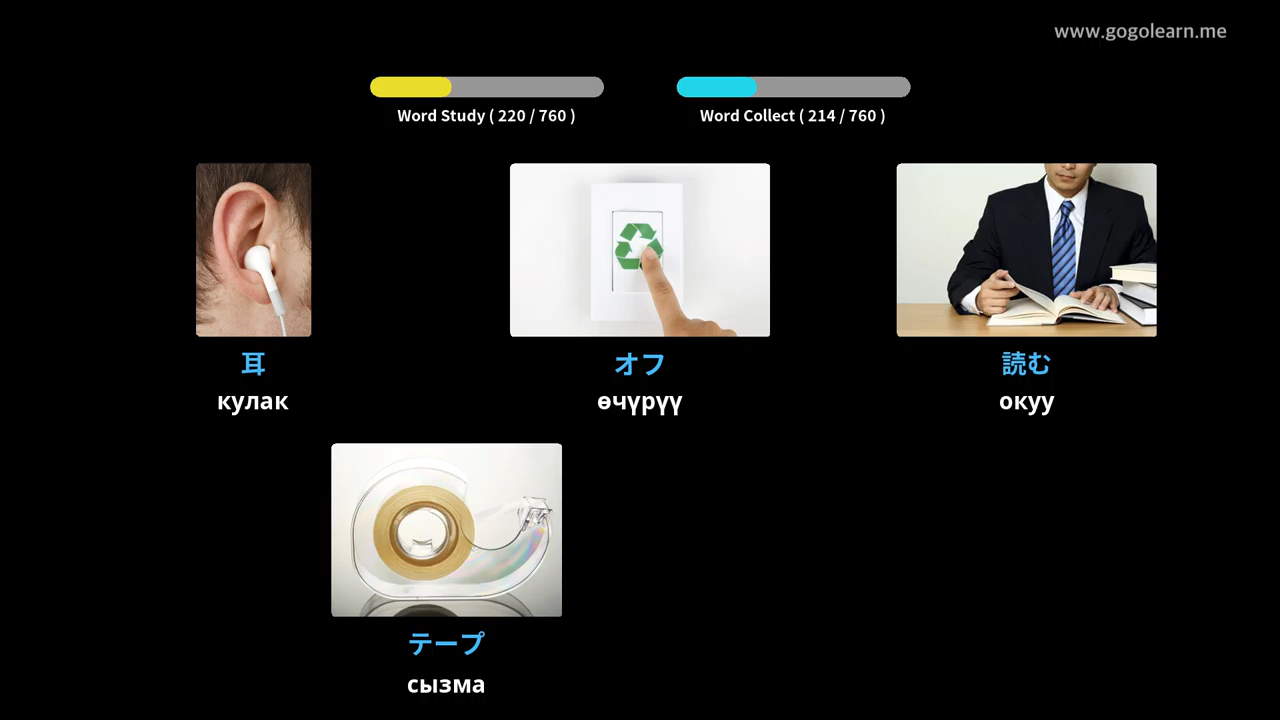 www.gogolearn.me
Word Study ( 220 / 760 )
Word Collect ( 214 / 760 )
耳
кулак
オフ
өчүрүү
読む
окуу
テープ
сызма